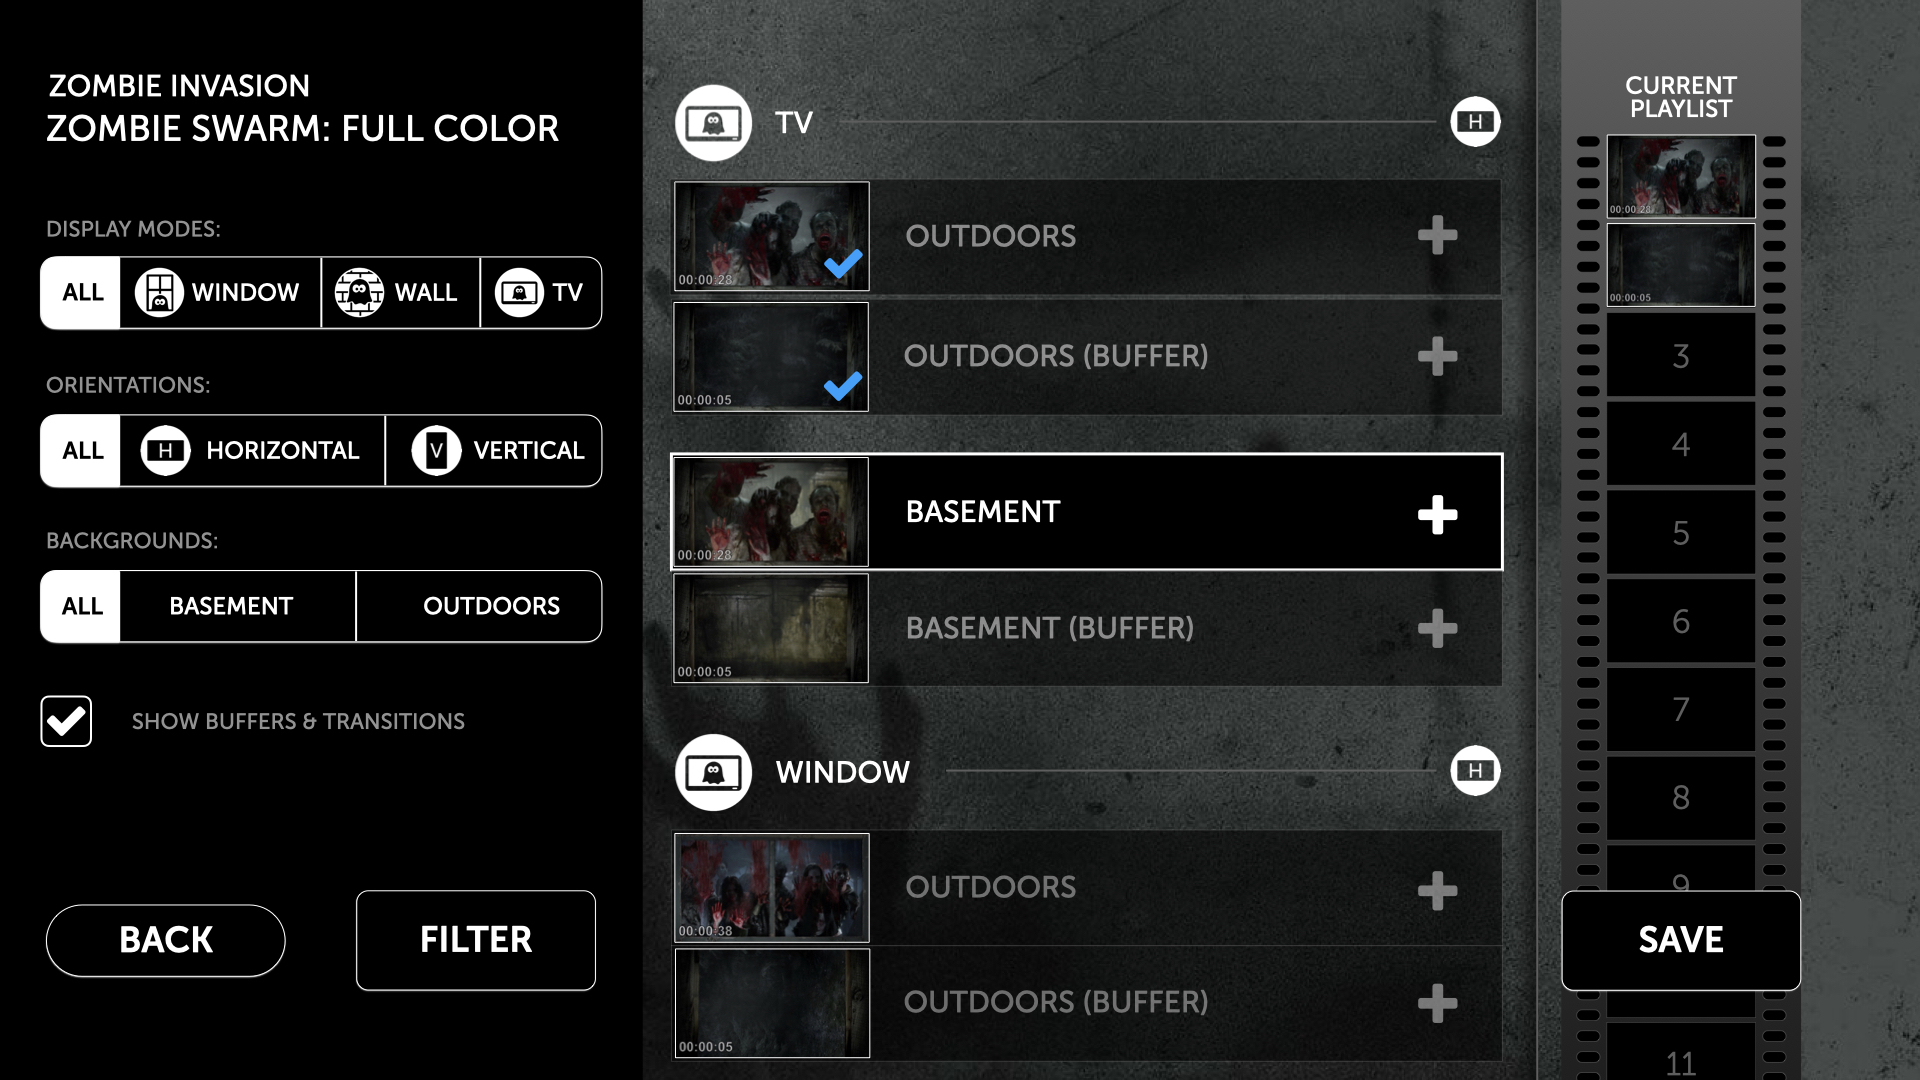 ZOMBIE INVASION
ZOMBIE SWARM: FULL COLOR
DISPLAY MODES:
ALL
WINDOW
WALL
TV
ORIENTATIONS:
ALL
H
HORIZONTAL
V
VERTICAL
BACKGROUNDS:
ALL
BASEMENT
OUTDOORS
SHOW BUFFERS & TRANSITIONS
BACK
FILTER
TV
H
00:00:28
OUTDOORS
00:00:05
OUTDOORS (BUFFER)
00:00:28
BASEMENT
00:00:05
BASEMENT (BUFFER)
WINDOW
H
00:00:38
OUTDOORS
00:00:05
OUTDOORS (BUFFER)
CURRENT
PLAYLIST
00:00:28
00:00:05
3
4
5
6
7
8
9
SAVE
11